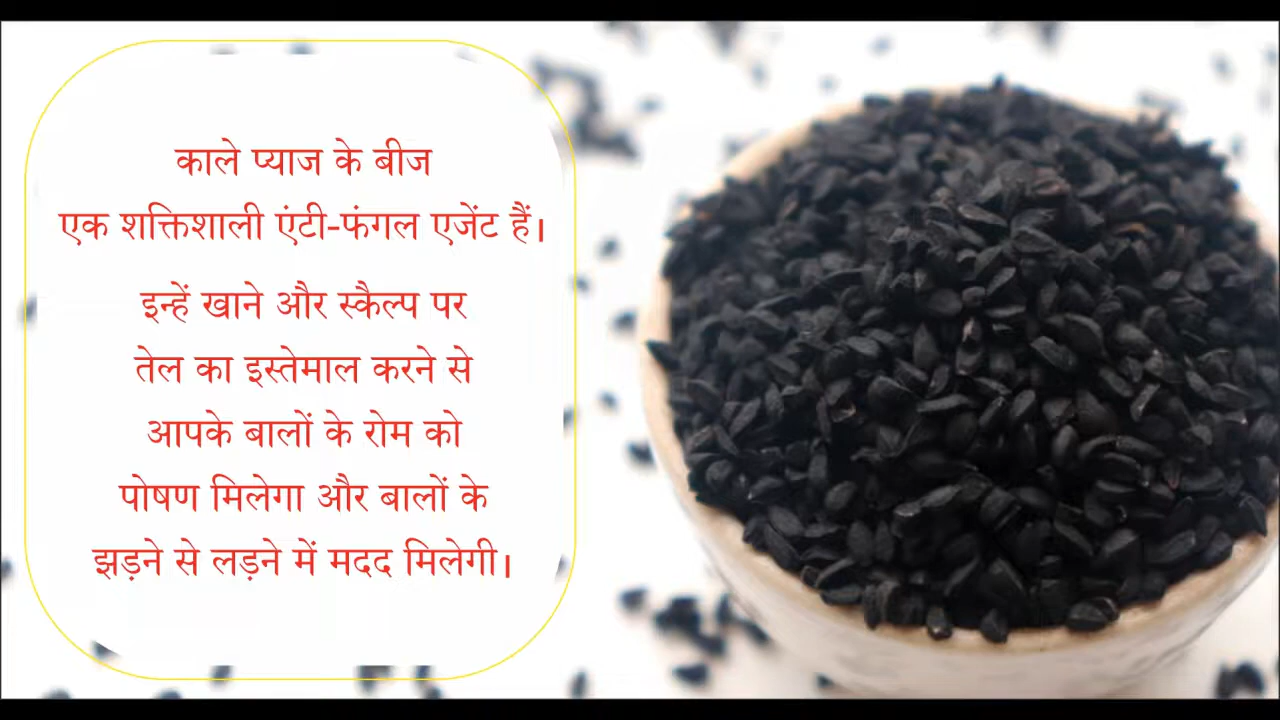 काले प्याज के बीज
एक शक्तिशाली एंटी-फंगल एजेंट हैं।
इन्हें खाने और स्कैल्प पर
तेल का इस्तेमाल करने से
आपके बालों के रोम को
पोषण मिलेगा और बालों के
झड़ने से लड़ने में मदद मिलेगी।